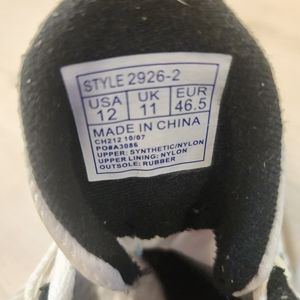 STYLE 2926-2
USA UK EUR
12 11 46.5
MADE IN CHINA
CH212 10/07
PO#A3086
UPPER: SYNTHETIC/NYLON
UPPER LINING: NYLON
OUTSOLE: RUBBER